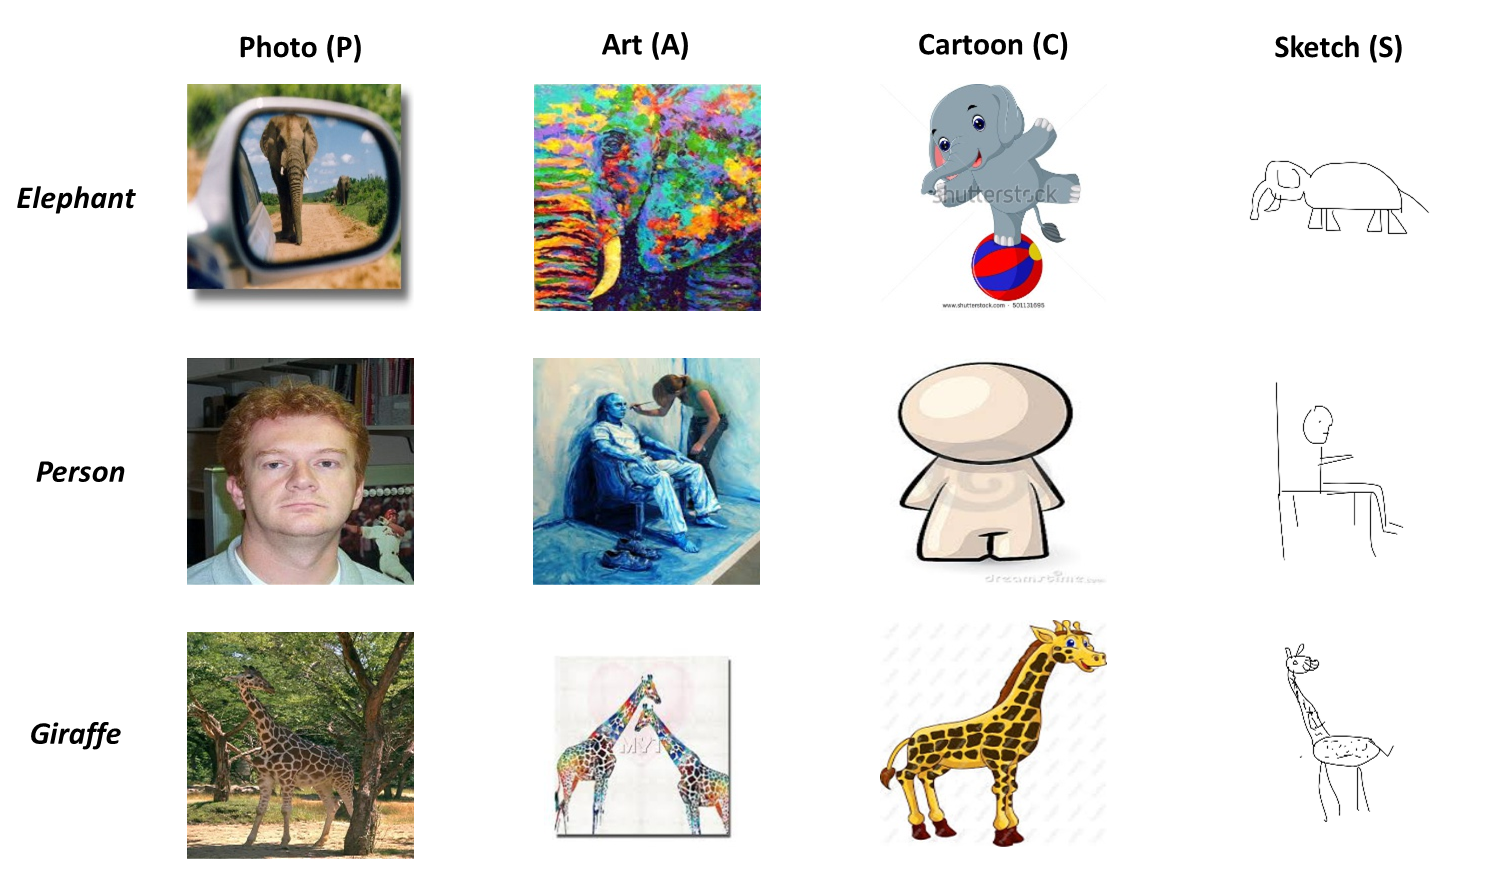 Photo (P)
Art (A)
Cartoon (C)
Sketch (S)
Elephant
shutterstock
www.shutterstock.com · 501131695
Person
dreamstime.com
Giraffe
MYT